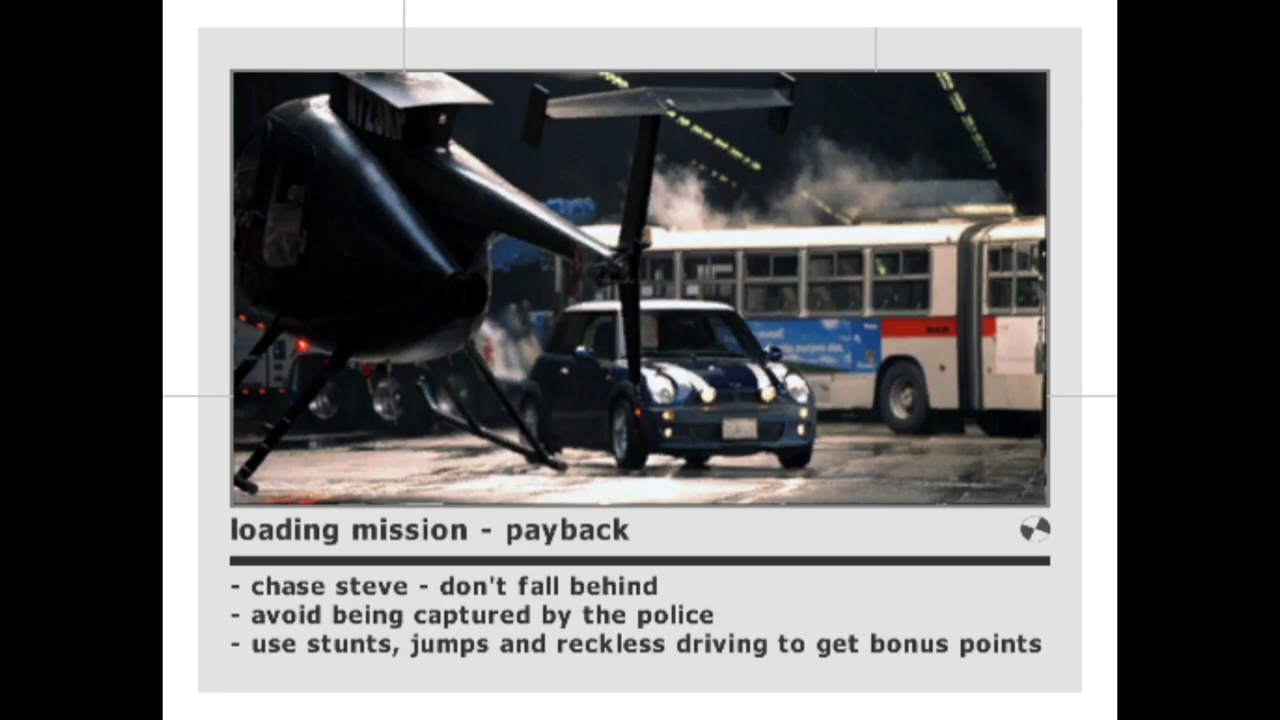 loading mission - payback
- chase steve - don't fall behind
- avoid being captured by the police
- use stunts, jumps and reckless driving to get bonus points